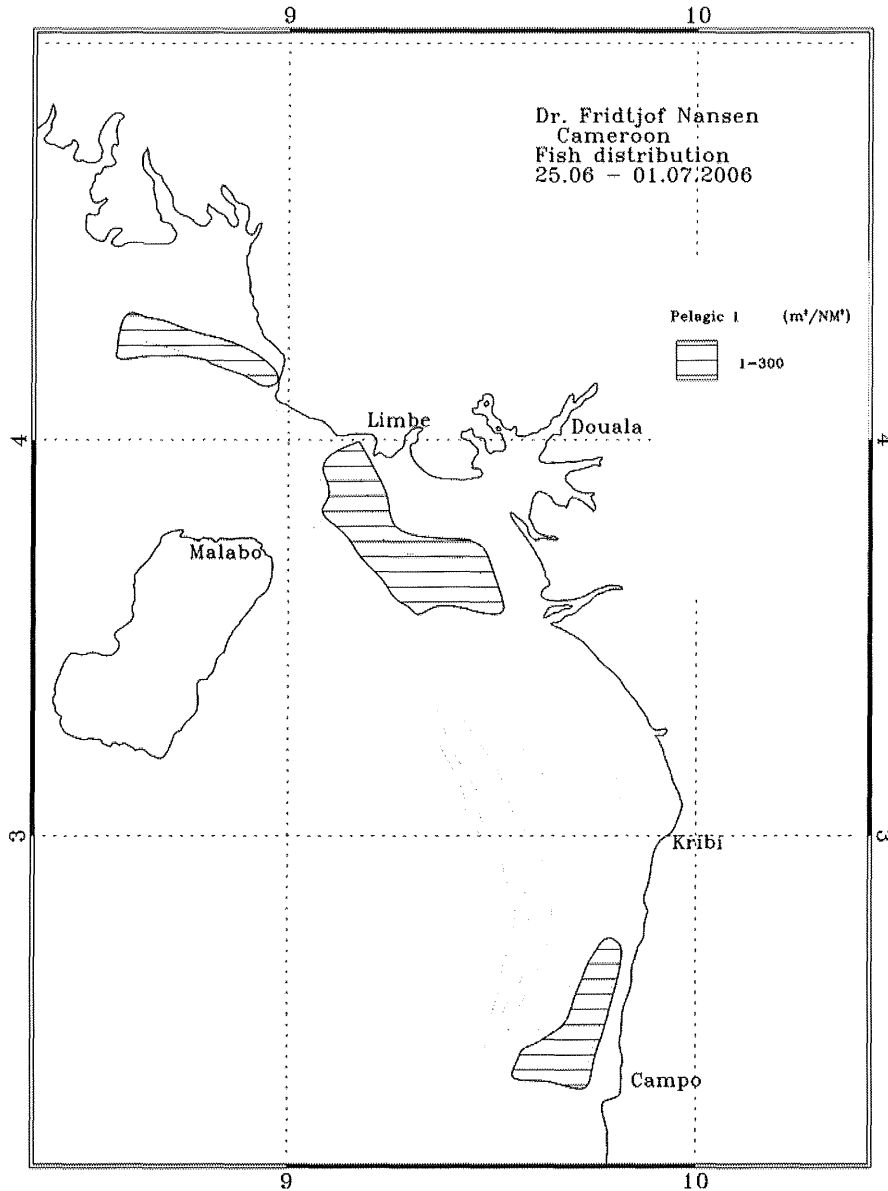 9 10
Dr. Fridtjof Nansen
Cameroon
Fish distribution
25.06 - 01.07.2006
Pelagic 1 (m²/NM²)
1-300
Limbe
Douala
4 4
Malabo
3 3
Kribi
Campo
9 10